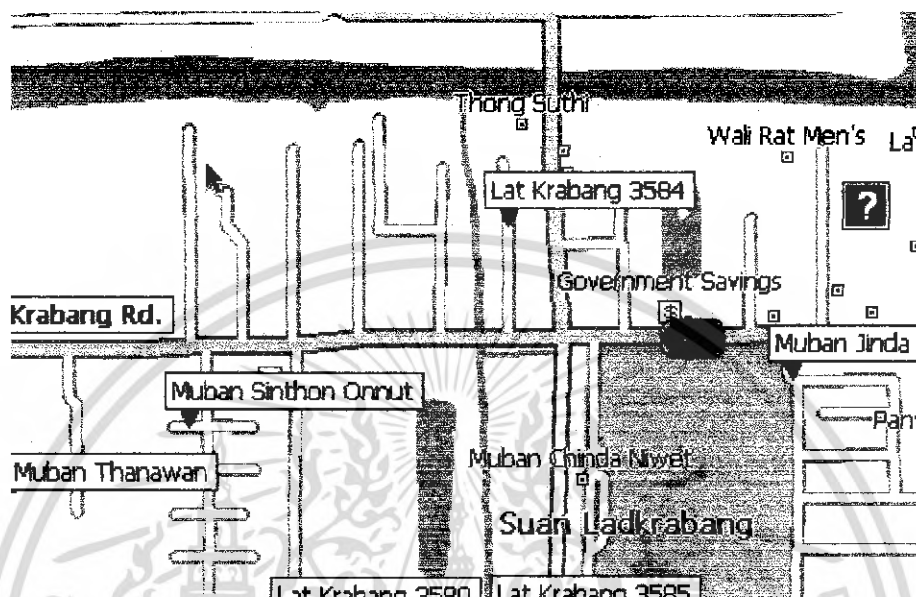 Thong Suthi
Wali Rat Men's
Lat Krabang 3584
?
Government Savings
$
Krabang Rd.
Muban Jinda
Muban Sinthon Onnut
Muban Chinda Niwet
Muban Thanawan
Suan Ladkrabang
Lat Krabang 3580
Lat Krabang 3585